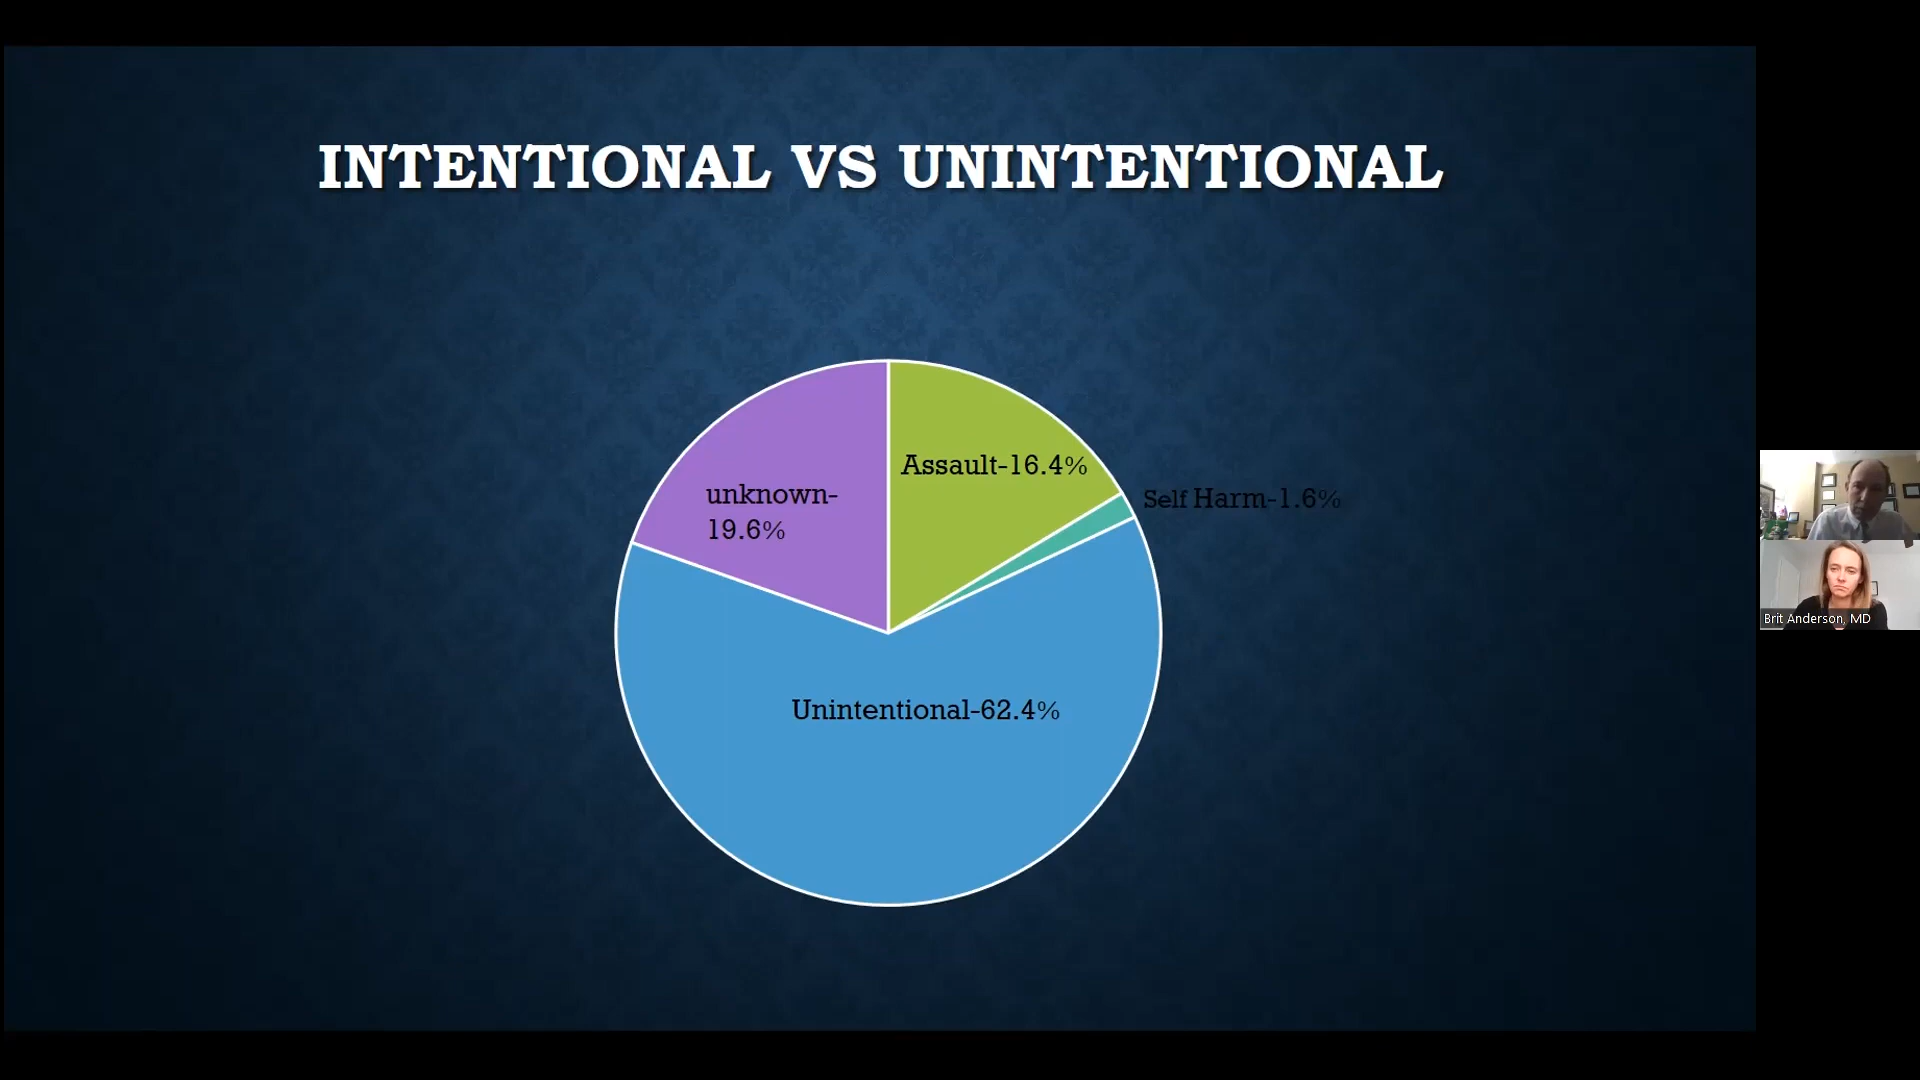 INTENTIONAL VS UNINTENTIONAL
Assault-16.4%
unknown-
19.6%
Self Harm-1.6%
Unintentional-62.4%
Brit Anderson, MD